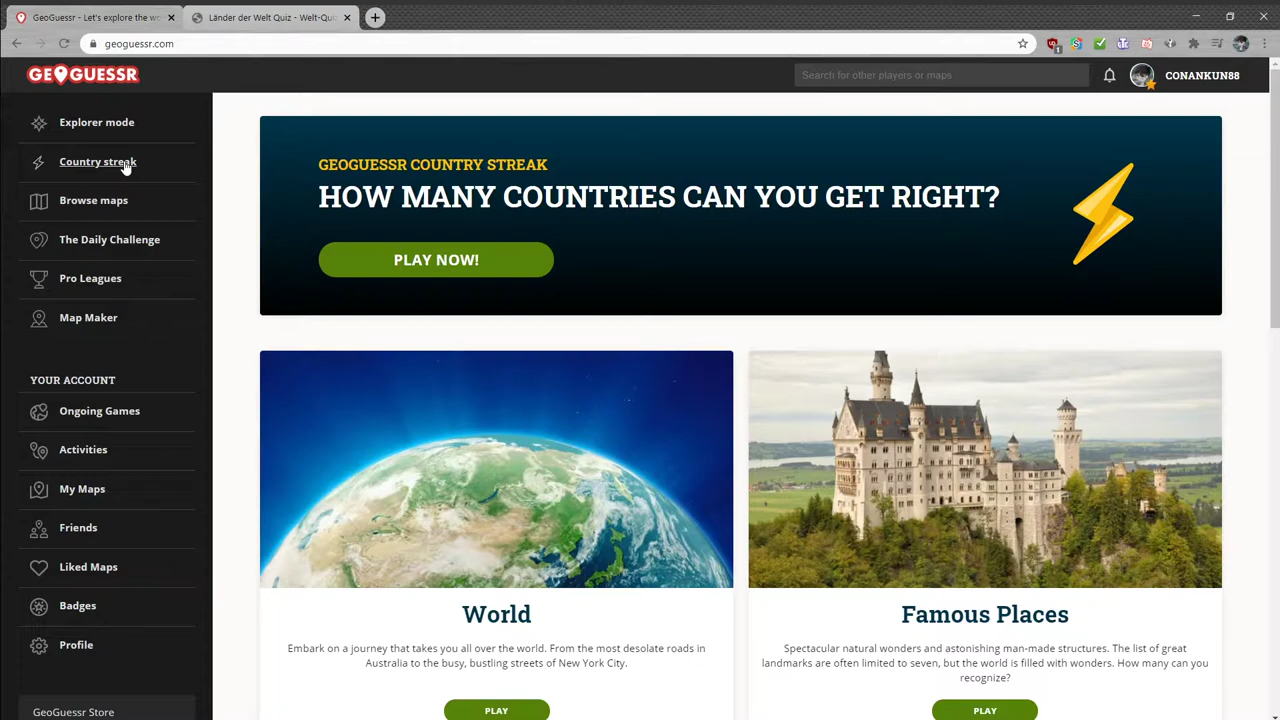 GeoGuessr - Let's explore the wo
Länder der Welt Quiz - Welt-Quiz
geoguessr.com
1
GEOGUESSR
Search for other players or maps
CONANKUN88
Explorer mode
Country streak
Browse maps
The Daily Challenge
Pro Leagues
Map Maker
YOUR ACCOUNT
Ongoing Games
Activities
My Maps
Friends
Liked Maps
Badges
Profile
GeoGuessr Store
GEOGUESSR COUNTRY STREAK
HOW MANY COUNTRIES CAN YOU GET RIGHT?
PLAY NOW!
World
Embark on a journey that takes you all over the world. From the most desolate roads in
Australia to the busy, bustling streets of New York City.
PLAY
Famous Places
Spectacular natural wonders and astonishing man-made structures. The list of great
landmarks are often limited to seven, but the world is filled with wonders. How many can you
recognize?
PLAY